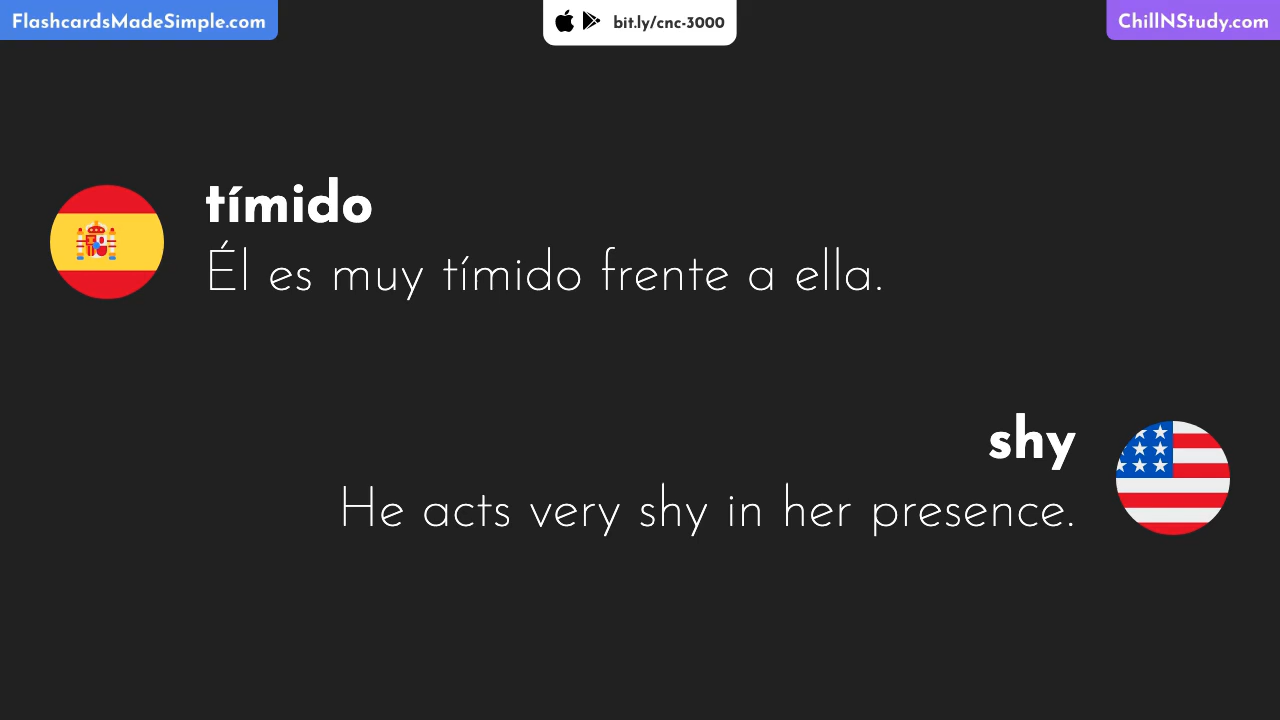 FlashcardsMadeSimple.com
bit.ly/cnc-3000
ChillNStudy.com
tímido
Él es muy tímido frente a ella.
shy
He acts very shy in her presence.